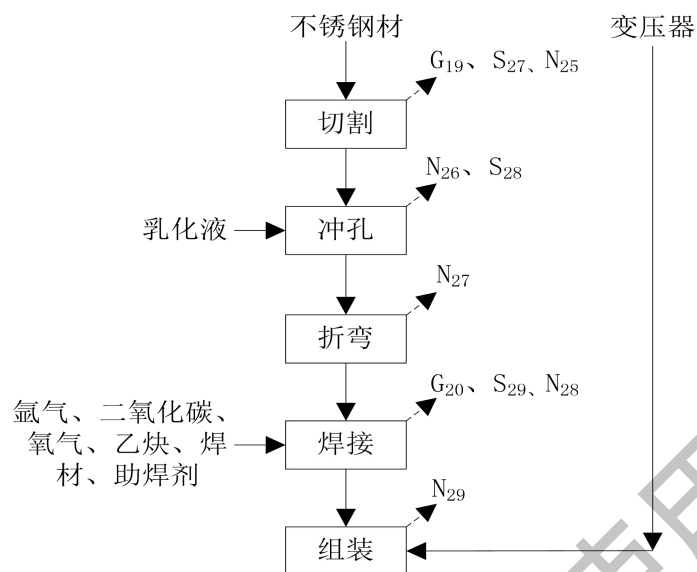 不锈钢材
变压器
G19、S27、N25
切割
N26、S28
乳化液
冲孔
N27
折弯
G20、S29、N28
氩气、二氧化碳、
氧气、乙炔、焊
材、助焊剂
焊接
N29
组装